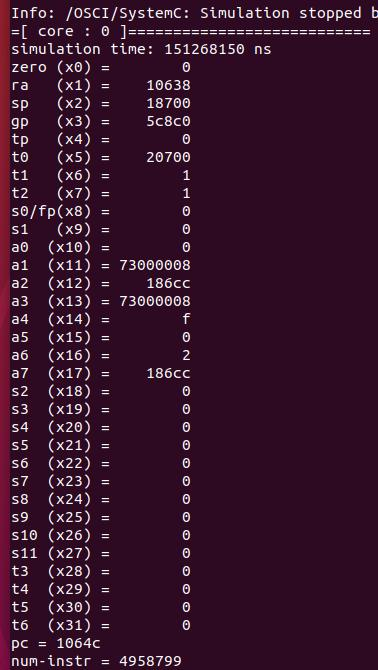 Info: /OSCI/SystemC: Simulation stopped b
=[ core : 0 ]===========================
simulation time: 151268150 ns
zero (x0) =        0
ra   (x1) =    10638
sp   (x2) =    18700
gp   (x3) =    5c8c0
tp   (x4) =        0
t0   (x5) =    20700
t1   (x6) =        1
t2   (x7) =        1
s0/fp(x8) =        0
s1   (x9) =        0
a0  (x10) =        0
a1  (x11) = 73000008
a2  (x12) =    186cc
a3  (x13) = 73000008
a4  (x14) =        f
a5  (x15) =        0
a6  (x16) =        2
a7  (x17) =    186cc
s2  (x18) =        0
s3  (x19) =        0
s4  (x20) =        0
s5  (x21) =        0
s6  (x22) =        0
s7  (x23) =        0
s8  (x24) =        0
s9  (x25) =        0
s10 (x26) =        0
s11 (x27) =        0
t3  (x28) =        0
t4  (x29) =        0
t5  (x30) =        0
t6  (x31) =        0
pc = 1064c
num-instr = 4958799